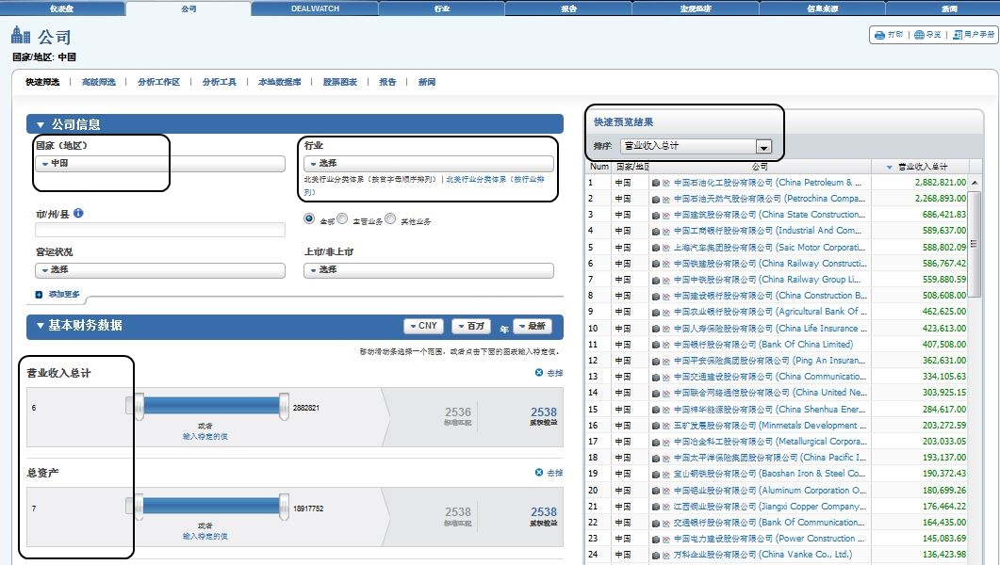 仪表盘 公司 DEALWATCH 行业 报告 宏观经济 信息来源 新闻
公司
打印 | 导览 | 用户手册
国家/地区: 中国
快速筛选 | 高级筛选 | 分析工作区 | 分析工具 | 本地数据库 | 股票图表 | 报告 | 新闻
公司信息
国家（地区）
中国
行业
选择
北美行业分类体系（按首字母顺序排列） | 北美行业分类体系（按行业排列）
市/州/县
全部 主营业务 其他业务
营运状况
选择
上市/非上市
选择
添加更多
基本财务数据 CNY 百万 年 最新
移动滑动条选择一个范围，或者点击下面的图表输入特定值。
营业收入总计 去掉
6 2882821
或者
输入特定的值
2536
标准匹配
2538
总资产 去掉
7 18917752
或者
输入特定的值
2538
标准匹配
2538
快速预览结果
排序: 营业收入总计
Num 国家/地区 公司 营业收入总计
1 中国 中国石油化工股份有限公司 (China Petroleum & ... 2,882,821.00
2 中国 中国石油天然气股份有限公司 (Petrochina Compa... 2,268,893.00
3 中国 中国建筑股份有限公司 (China State Construction... 686,421.83
4 中国 中国工商银行股份有限公司 (Industrial And Com... 589,637.00
5 中国 上海汽车集团股份有限公司 (Saic Motor Corporati... 588,802.09
6 中国 中国铁建股份有限公司 (China Railway Construction... 586,767.42
7 中国 中国中铁股份有限公司 (China Railway Group Li... 559,880.59
8 中国 中国建设银行股份有限公司 (China Construction B... 508,608.00
9 中国 中国农业银行股份有限公司 (Agricultural Bank Of ... 462,625.00
10 中国 中国人寿保险股份有限公司 (China Life Insurance ... 423,613.00
11 中国 中国银行股份有限公司 (Bank Of China Limited) 407,508.00
12 中国 中国平安保险集团股份有限公司 (Ping An Insuran... 362,631.00
13 中国 中国交通建设股份有限公司 (China Communicatio... 334,105.63
14 中国 中国联合网络通信股份有限公司 (China United Ne... 303,925.15
15 中国 中国神华能源股份有限公司 (China Shenhua Ener... 284,617.00
16 中国 五矿发展股份有限公司 (Minmetals Development ... 203,272.59
17 中国 中国冶金科工股份有限公司 (Metallurgical Corpora... 203,033.05
18 中国 中国太平洋保险集团股份有限公司 (China Pacific I... 193,137.00
19 中国 宝山钢铁股份有限公司 (Baoshan Iron & Steel Co... 190,372.43
20 中国 中国铝业股份有限公司 (Aluminum Corporation O... 180,699.26
21 中国 江西铜业股份有限公司 (Jiangxi Copper Company... 176,464.22
22 中国 交通银行股份有限公司 (Bank Of Communication... 164,435.00
23 中国 中国电力建设股份有限公司 (Power Construction ... 145,083.69
24 中国 万科企业股份有限公司 (China Vanke Co., Ltd.) 136,423.98